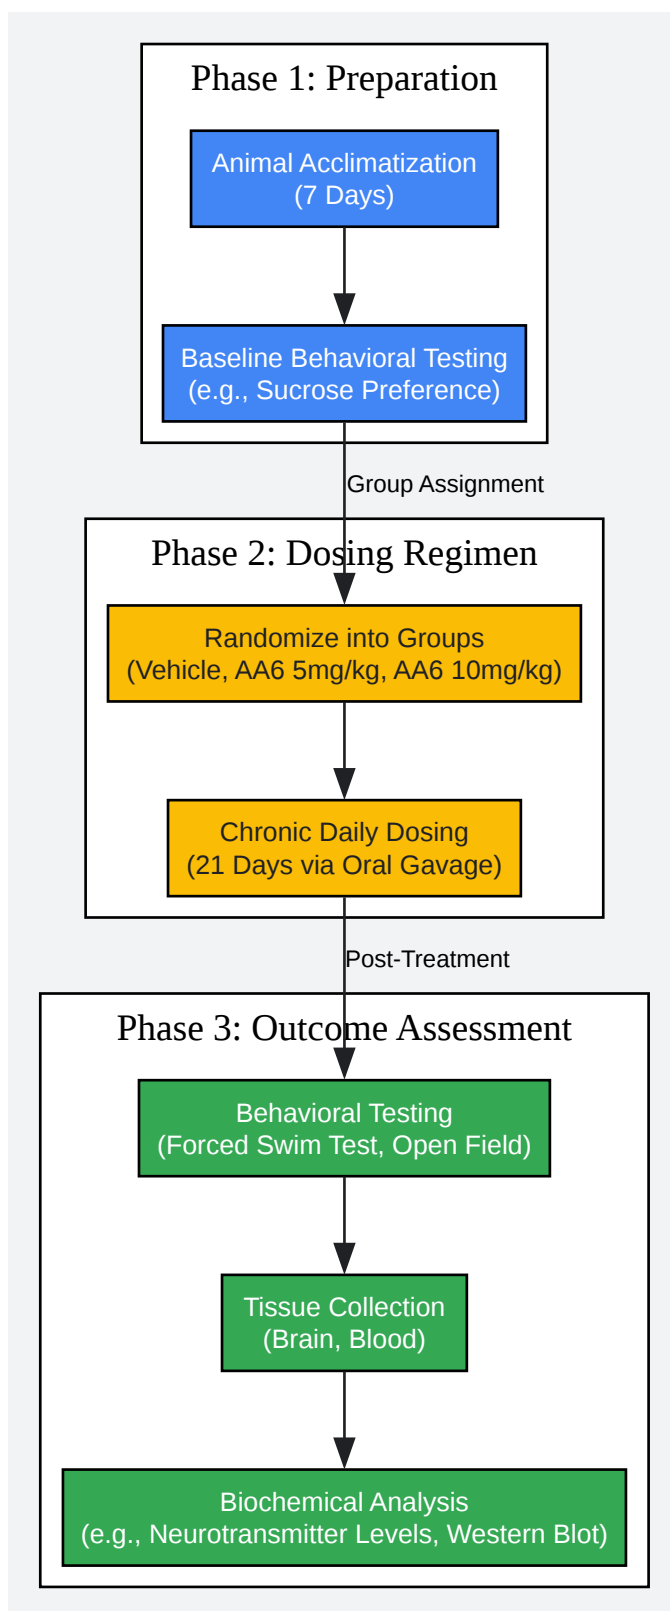 Phase 1: Preparation
Animal Acclimatization
(7 Days)
Baseline Behavioral Testing
(e.g., Sucrose Preference)
Group Assignment
Phase 2: Dosing Regimen
Randomize into Groups
(Vehicle, AA6 5mg/kg, AA6 10mg/kg)
Chronic Daily Dosing
(21 Days via Oral Gavage)
Post-Treatment
Phase 3: Outcome Assessment
Behavioral Testing
(Forced Swim Test, Open Field)
Tissue Collection
(Brain, Blood)
Biochemical Analysis
(e.g., Neurotransmitter Levels, Western Blot)